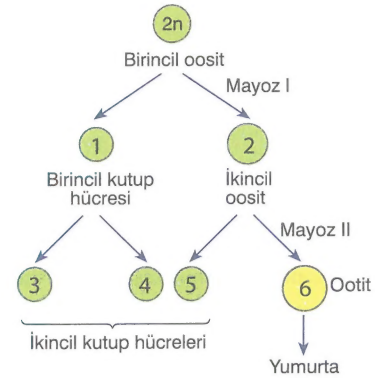 2n
Birincil oosit
Mayoz I
1
2
Birincil kutup
hücresi
İkincil
oosit
Mayoz II
3
4
5
6
Ootit
İkincil kutup hücreleri
Yumurta